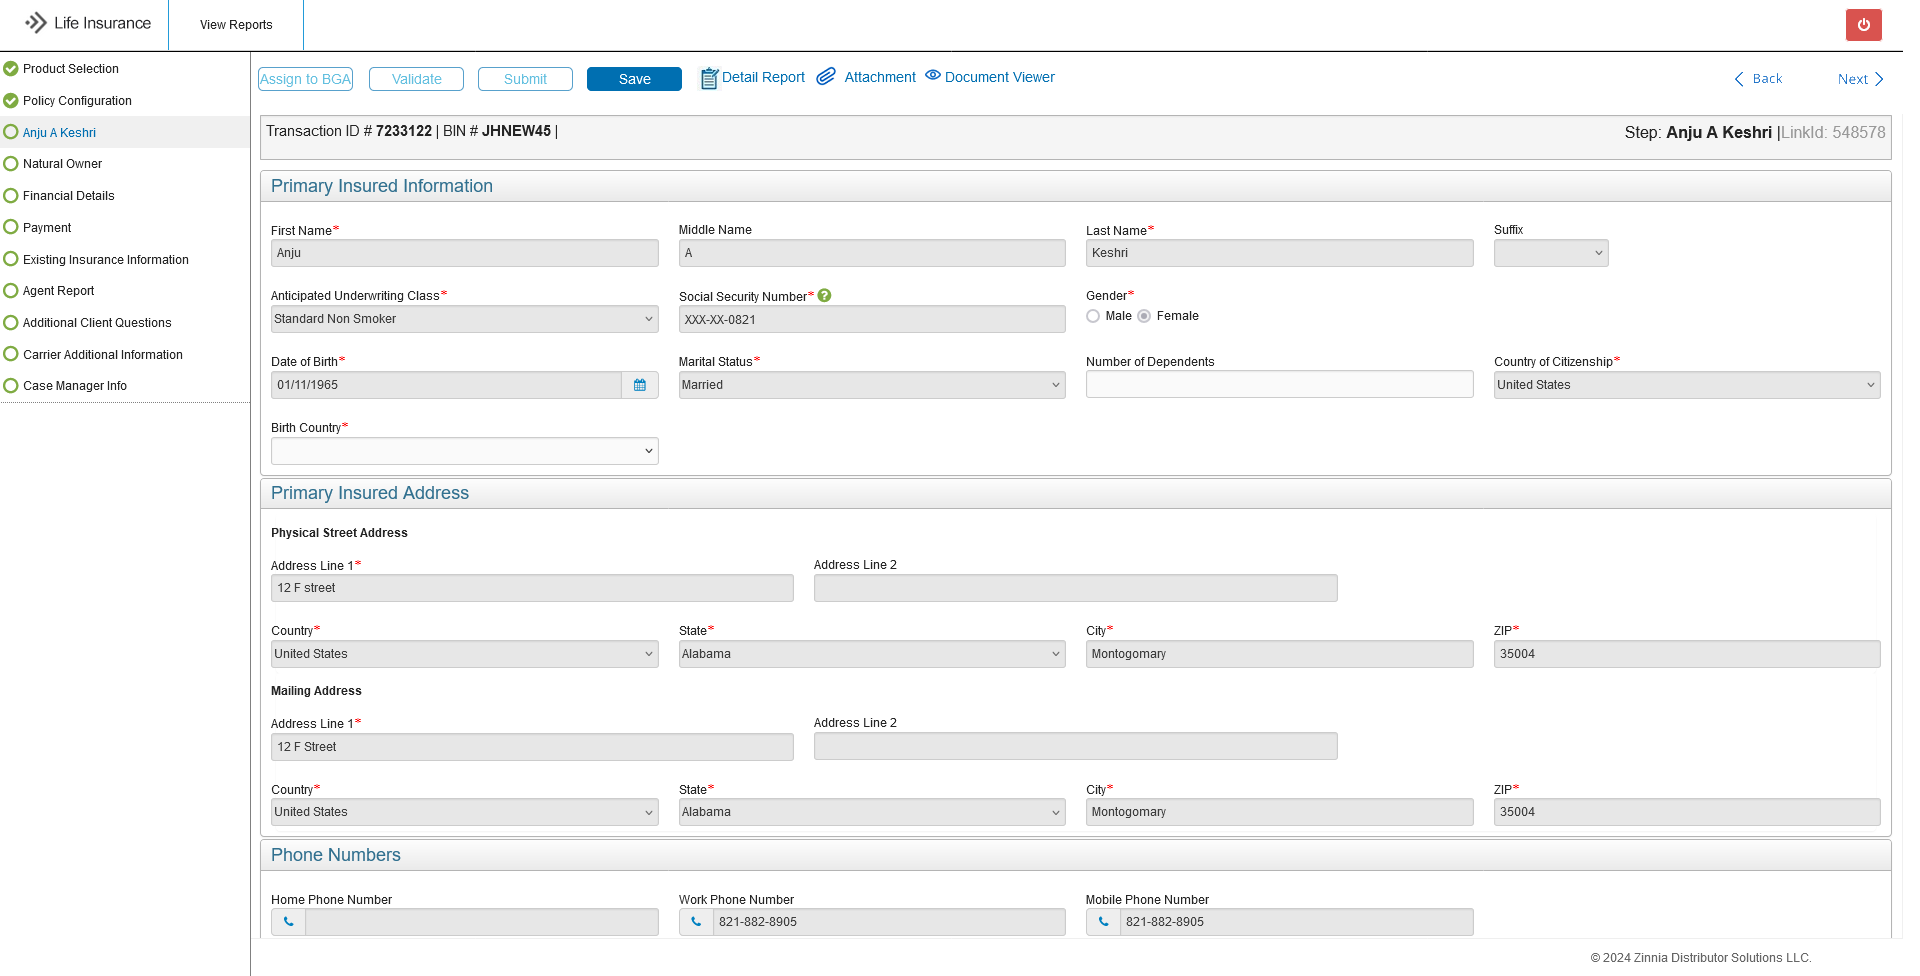 Life Insurance
View Reports
Product Selection
Policy Configuration
Anju A Keshri
Natural Owner
Financial Details
Payment
Existing Insurance Information
Agent Report
Additional Client Questions
Carrier Additional Information
Case Manager Info
Assign to BGA Validate Submit Save Detail Report Attachment Document Viewer Back Next
Transaction ID # 7233122 | BIN # JHNEW45 | Step: Anju A Keshri |LinkId: 548578
Primary Insured Information
First Name* Middle Name Last Name* Suffix
Anju A Keshri
Anticipated Underwriting Class* Social Security Number* ? Gender*
Standard Non Smoker XXX-XX-0821 Male Female
Date of Birth* Marital Status* Number of Dependents Country of Citizenship*
01/11/1965 Married United States
Birth Country*
Primary Insured Address
Physical Street Address
Address Line 1* Address Line 2
12 F street
Country* State* City* ZIP*
United States Alabama Montogomary 35004
Mailing Address
Address Line 1* Address Line 2
12 F Street
Country* State* City* ZIP*
United States Alabama Montogomary 35004
Phone Numbers
Home Phone Number Work Phone Number Mobile Phone Number
821-882-8905 821-882-8905
© 2024 Zinnia Distributor Solutions LLC.